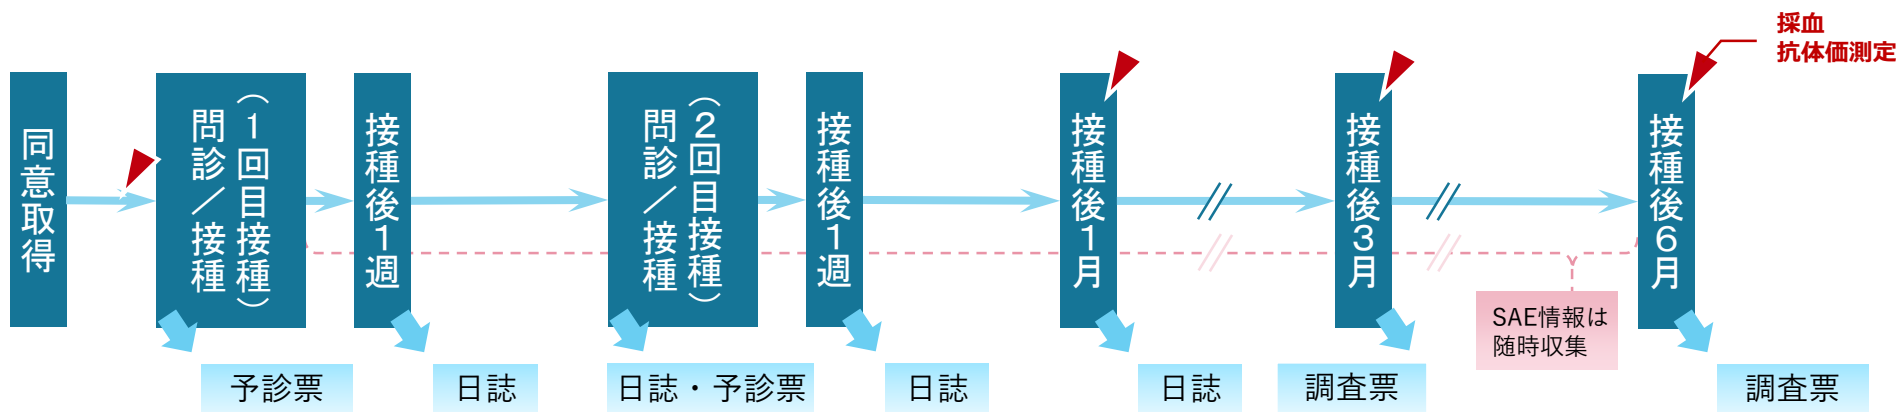 採血
抗体価測定
同意取得
（１回目接種）
問診／接種
接種後１週
（２回目接種）
問診／接種
接種後１週
接種後１月
接種後３月
接種後６月
SAE情報は
随時収集
予診票
日誌
日誌・予診票
日誌
日誌
調査票
調査票